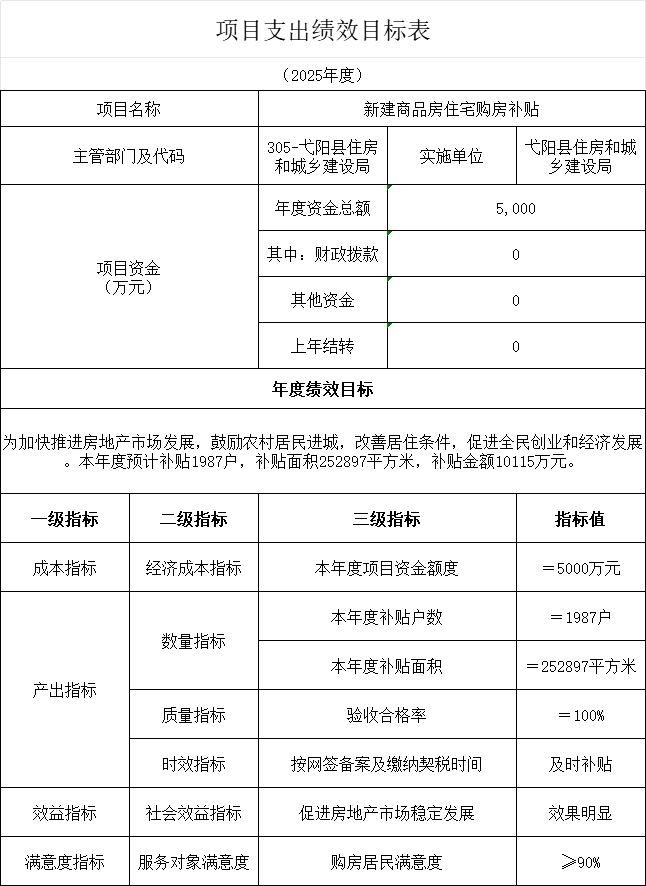 项目支出绩效目标表
（2025年度）
项目名称
新建商品房住宅购房补贴
主管部门及代码
305-弋阳县住房
和城乡建设局
实施单位
弋阳县住房和城
乡建设局
项目资金
（万元）
年度资金总额
5,000
其中：财政拨款
0
其他资金
0
上年结转
0
年度绩效目标
为加快推进房地产市场发展，鼓励农村居民进城，改善居住条件，促进全民创业和经济发展
。本年度预计补贴1987户，补贴面积252897平方米，补贴金额10115万元。
一级指标
二级指标
三级指标
指标值
成本指标
经济成本指标
本年度项目资金额度
＝5000万元
产出指标
数量指标
本年度补贴户数
＝1987户
本年度补贴面积
＝252897平方米
质量指标
验收合格率
＝100%
时效指标
按网签备案及缴纳契税时间
及时补贴
效益指标
社会效益指标
促进房地产市场稳定发展
效果明显
满意度指标
服务对象满意度
购房居民满意度
≥90%